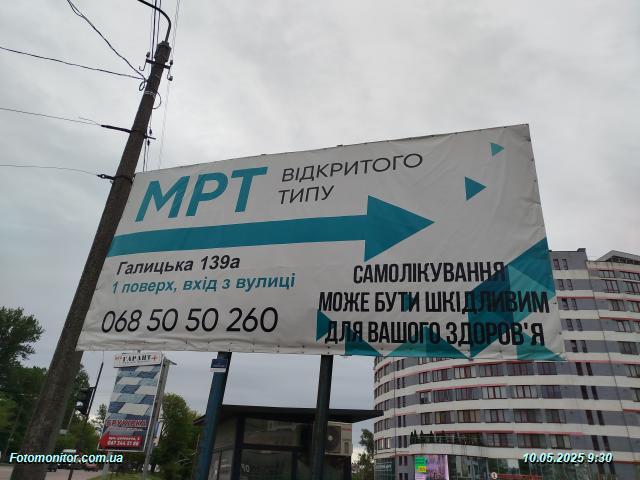 МРТ ВІДКРИТОГО
ТИПУ
Галицька 139а
1 поверх, вхід з вулиці
068 50 50 260
САМОЛІКУВАННЯ
МОЖЕ БУТИ ШКІДЛИВИМ
ДЛЯ ВАШОГО ЗДОРОВ'Я
ГАРАНТ
Fotomonitor.com.ua
10.05.2025 9:30